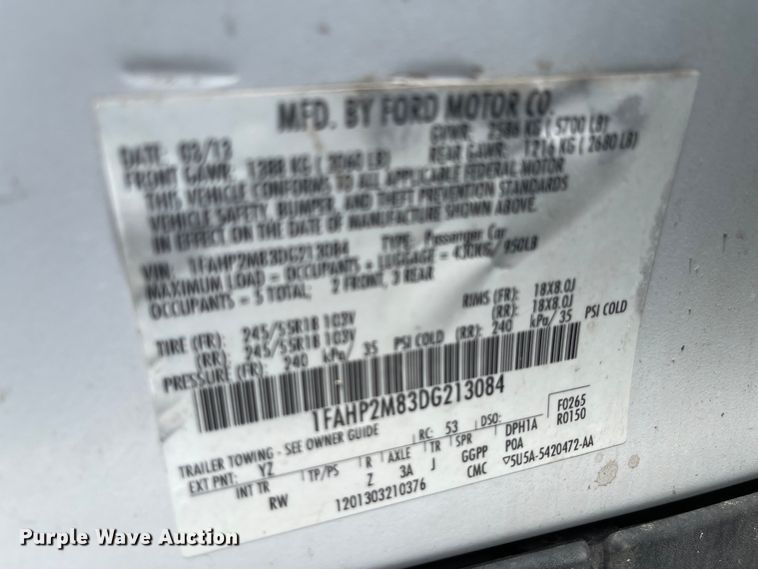 MFD. BY FORD MOTOR CO.
DATE: 03/13 GVWR: 2586 KG ( 5700 LB)
FRONT GAWR: 1388 KG ( 3060 LB) REAR GAWR: 1216 KG ( 2680 LB)
THIS VEHICLE CONFORMS TO ALL APPLICABLE FEDERAL MOTOR
VEHICLE SAFETY, BUMPER, AND THEFT PREVENTION STANDARDS
IN EFFECT ON THE DATE OF MANUFACTURE SHOWN ABOVE.
VIN: 1FAHP2M83DG213084 TYPE: Passenger Car
MAXIMUM LOAD - OCCUPANTS + LUGGAGE = 430KG/ 950LB
OCCUPANTS - 5 TOTAL; 2 FRONT, 3 REAR
TIRE (FR): 245/55R18 103V RIMS (FR): 18X8.0J
(RR): 245/55R18 103V (RR): 18X8.0J
PRESSURE (FR): 240 kPa/ 35 PSI COLD (RR): 240 kPa/ 35 PSI COLD
1FAHP2M83DG213084
F0265
R0150
TRAILER TOWING - SEE OWNER GUIDE
EXT PNT: YZ RC: 53 DSO: DPH1A
INT TR TP/PS R AXLE TR SPR POA
RW Z 3A J GGPP
1201303210376 CMC ▽5U5A-5420472-AA
Purple Wave Auction